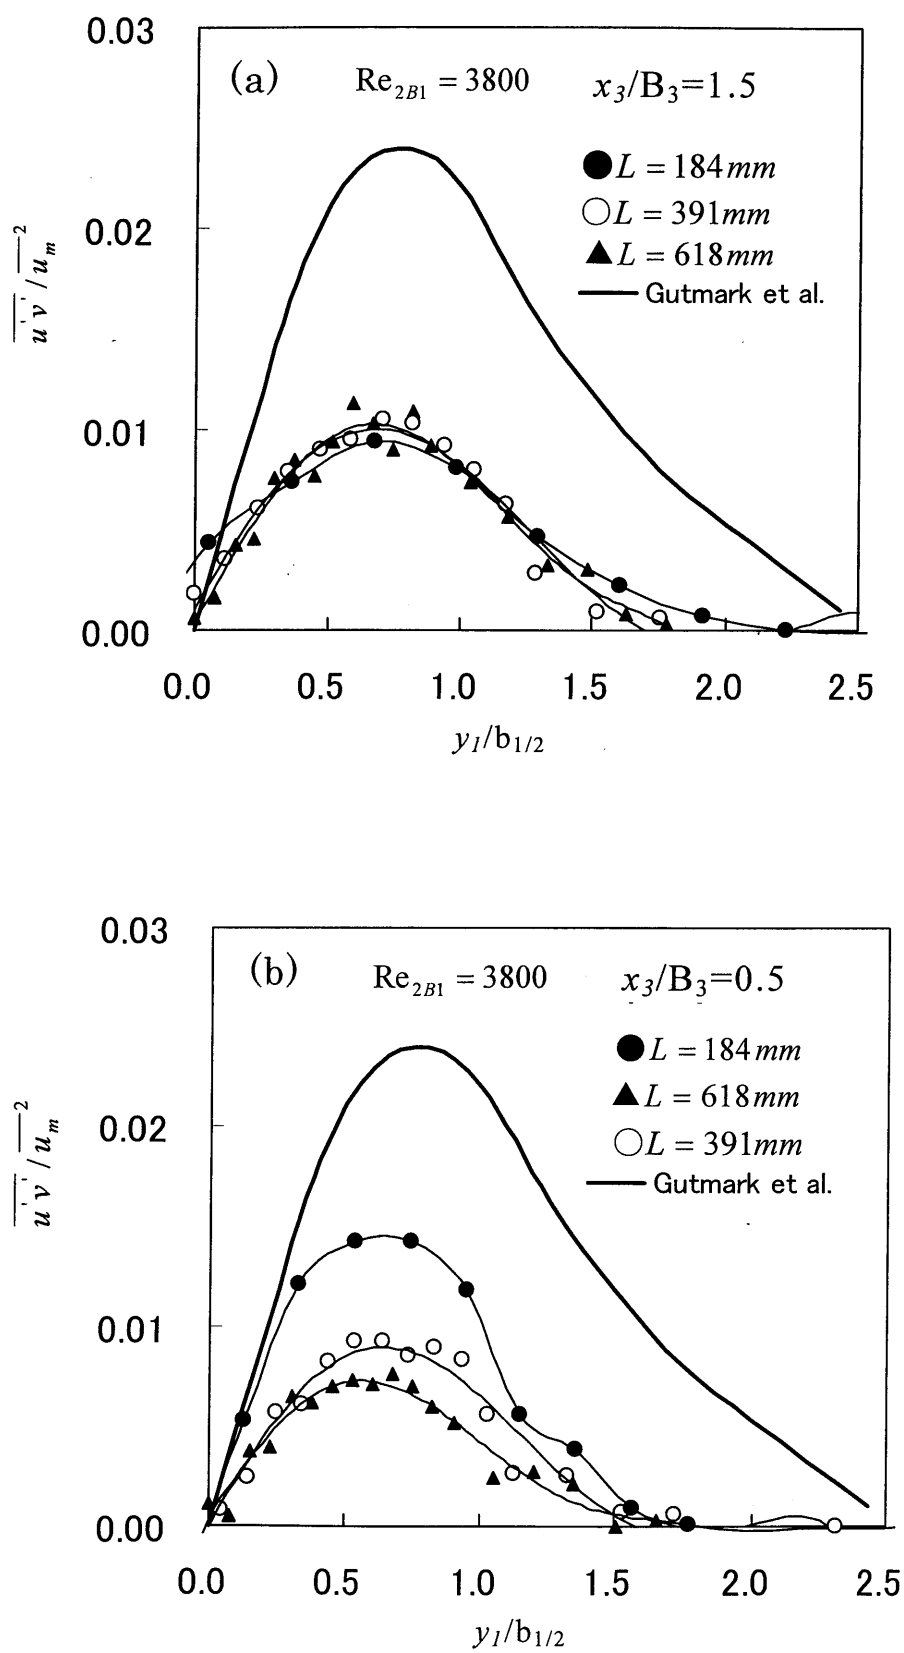 0.03
(a) Re2B1 = 3800 x3/B3=1.5
● L = 184mm
○ L = 391mm
▲ L = 618mm
Gutmark et al.
0.02
u'v'/um2
0.01
0.00
0.0 0.5 1.0 1.5 2.0 2.5
y1/b1/2
0.03
(b) Re2B1 = 3800 x3/B3=0.5
● L = 184mm
▲ L = 618mm
○ L = 391mm
Gutmark et al.
0.02
u'v'/um2
0.01
0.00
0.0 0.5 1.0 1.5 2.0 2.5
y1/b1/2